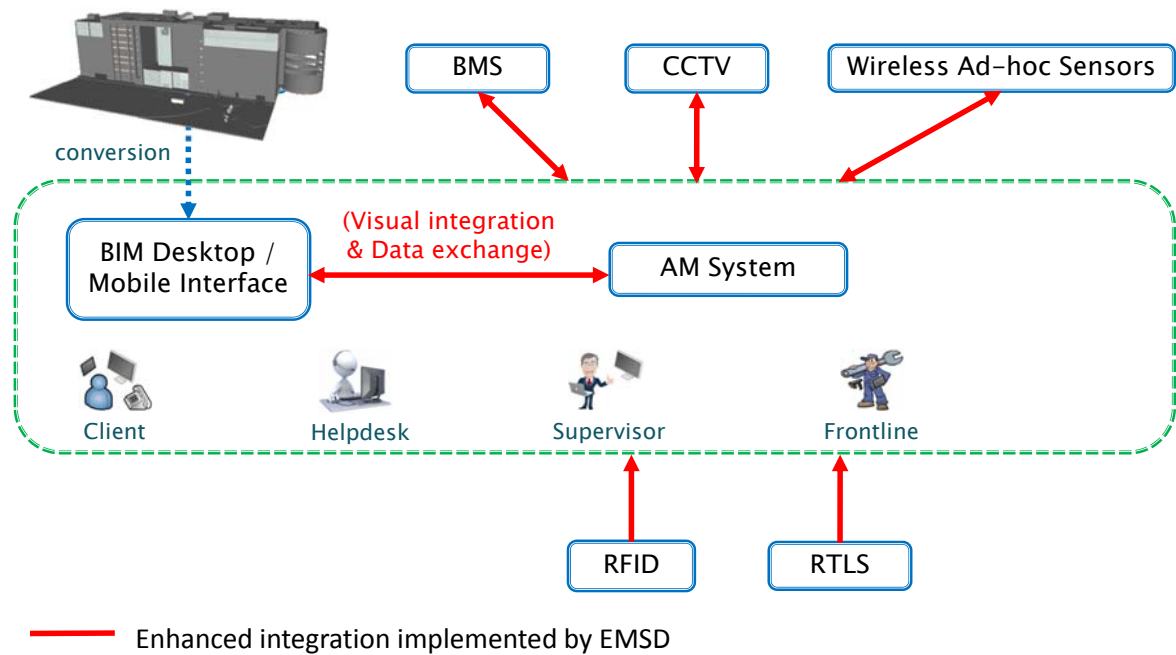 BMS
CCTV
Wireless Ad-hoc Sensors
conversion
(Visual integration
& Data exchange)
BIM Desktop /
Mobile Interface
AM System
Client
Helpdesk
Supervisor
Frontline
RFID
RTLS
Enhanced integration implemented by EMSD